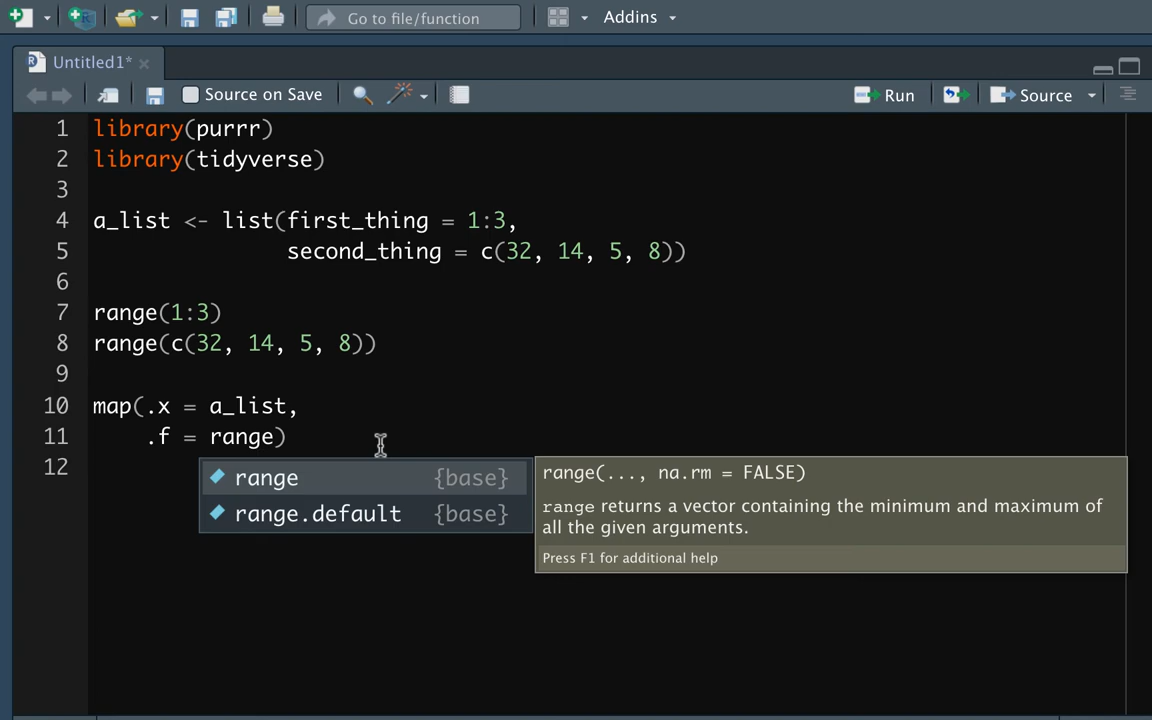 Go to file/function Addins
Untitled1*
Source on Save Run Source
1 library(purrr)
2 library(tidyverse)
3
4 a_list <- list(first_thing = 1:3,
5 second_thing = c(32, 14, 5, 8))
6
7 range(1:3)
8 range(c(32, 14, 5, 8))
9
10 map(.x = a_list,
11 .f = range)
12
range {base}
range.default {base}
range(..., na.rm = FALSE)
range returns a vector containing the minimum and maximum of
all the given arguments.
Press F1 for additional help